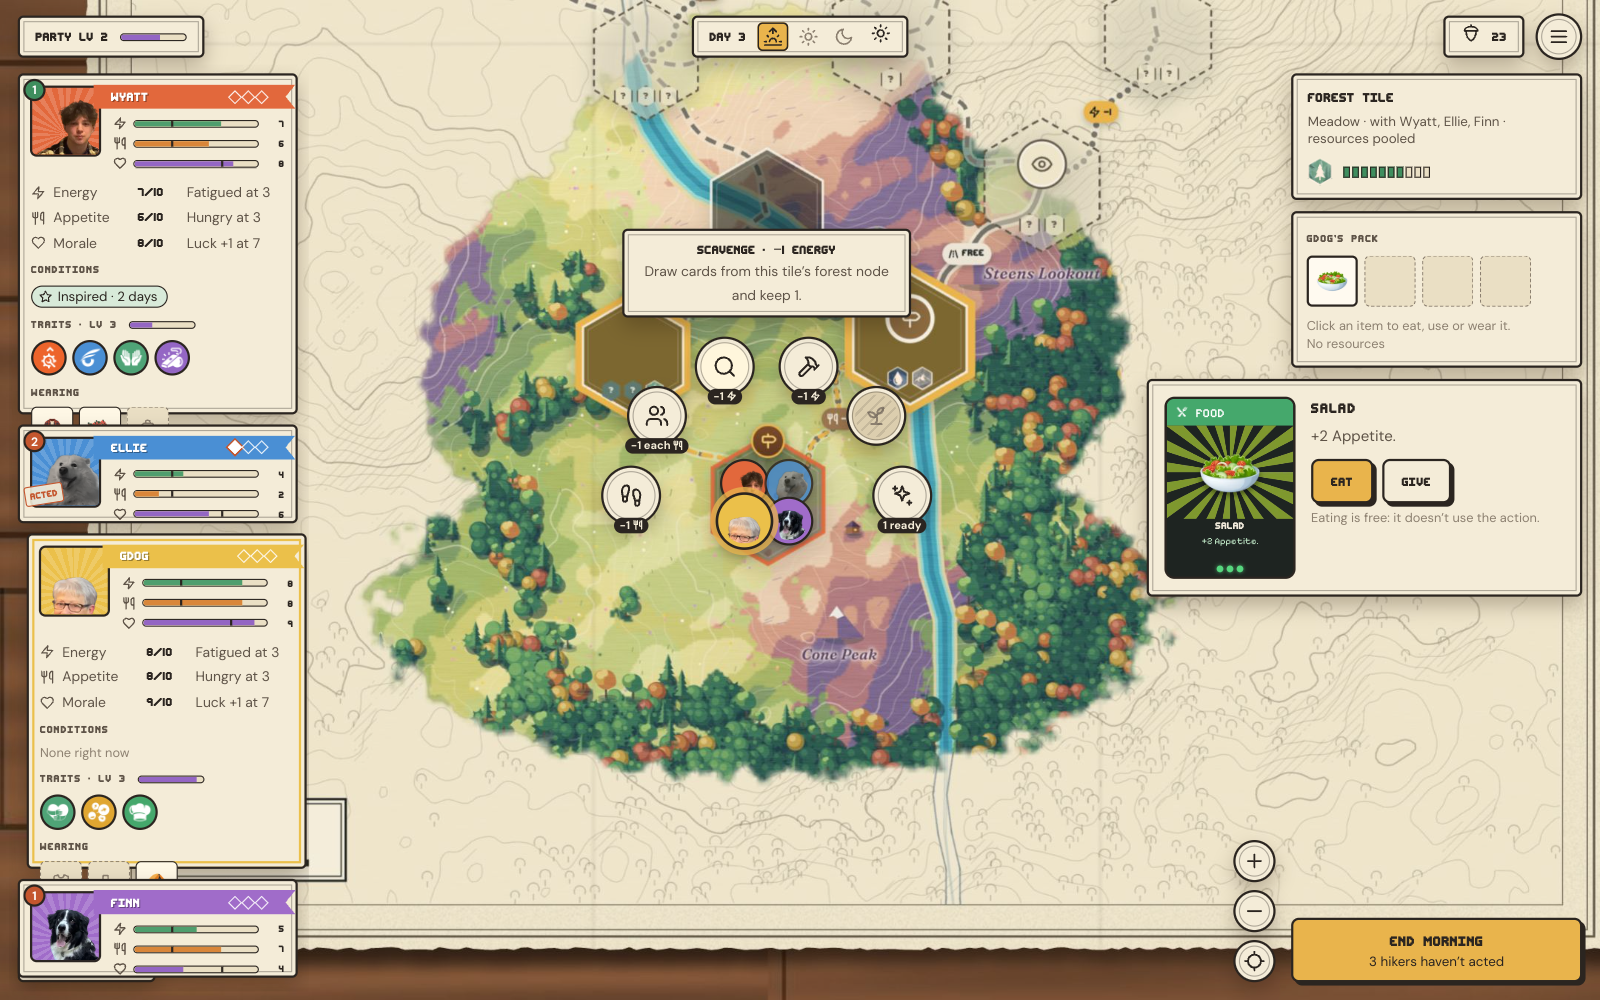 PARTY LV 2
DAY 3
23
1
WYATT
7
6
8
Energy 7/10 Fatigued at 3
Appetite 6/10 Hungry at 3
Morale 8/10 Luck +1 at 7
CONDITIONS
Inspired · 2 days
TRAITS · LV 3
WEARING
2
ELLIE
ACTED
4
2
6
GDOG
8
8
9
Energy 8/10 Fatigued at 3
Appetite 8/10 Hungry at 3
Morale 9/10 Luck +1 at 7
CONDITIONS
None right now
TRAITS · LV 3
WEARING
1
FINN
5
7
4
? ? ?
?
? ?
-1
? ?
FREE
Steens Lookout
SCAVENGE · −1 ENERGY
Draw cards from this tile’s forest node
and keep 1.
? ?
-1
-1
-1 each
-1
1 ready
Cone Peak
FOREST TILE
Meadow · with Wyatt, Ellie, Finn ·
resources pooled
GDOG'S PACK
Click an item to eat, use or wear it.
No resources
FOOD
SALAD
+2 Appetite.
SALAD
+2 Appetite.
EAT
GIVE
Eating is free: it doesn’t use the action.
+
−
END MORNING
3 hikers haven’t acted